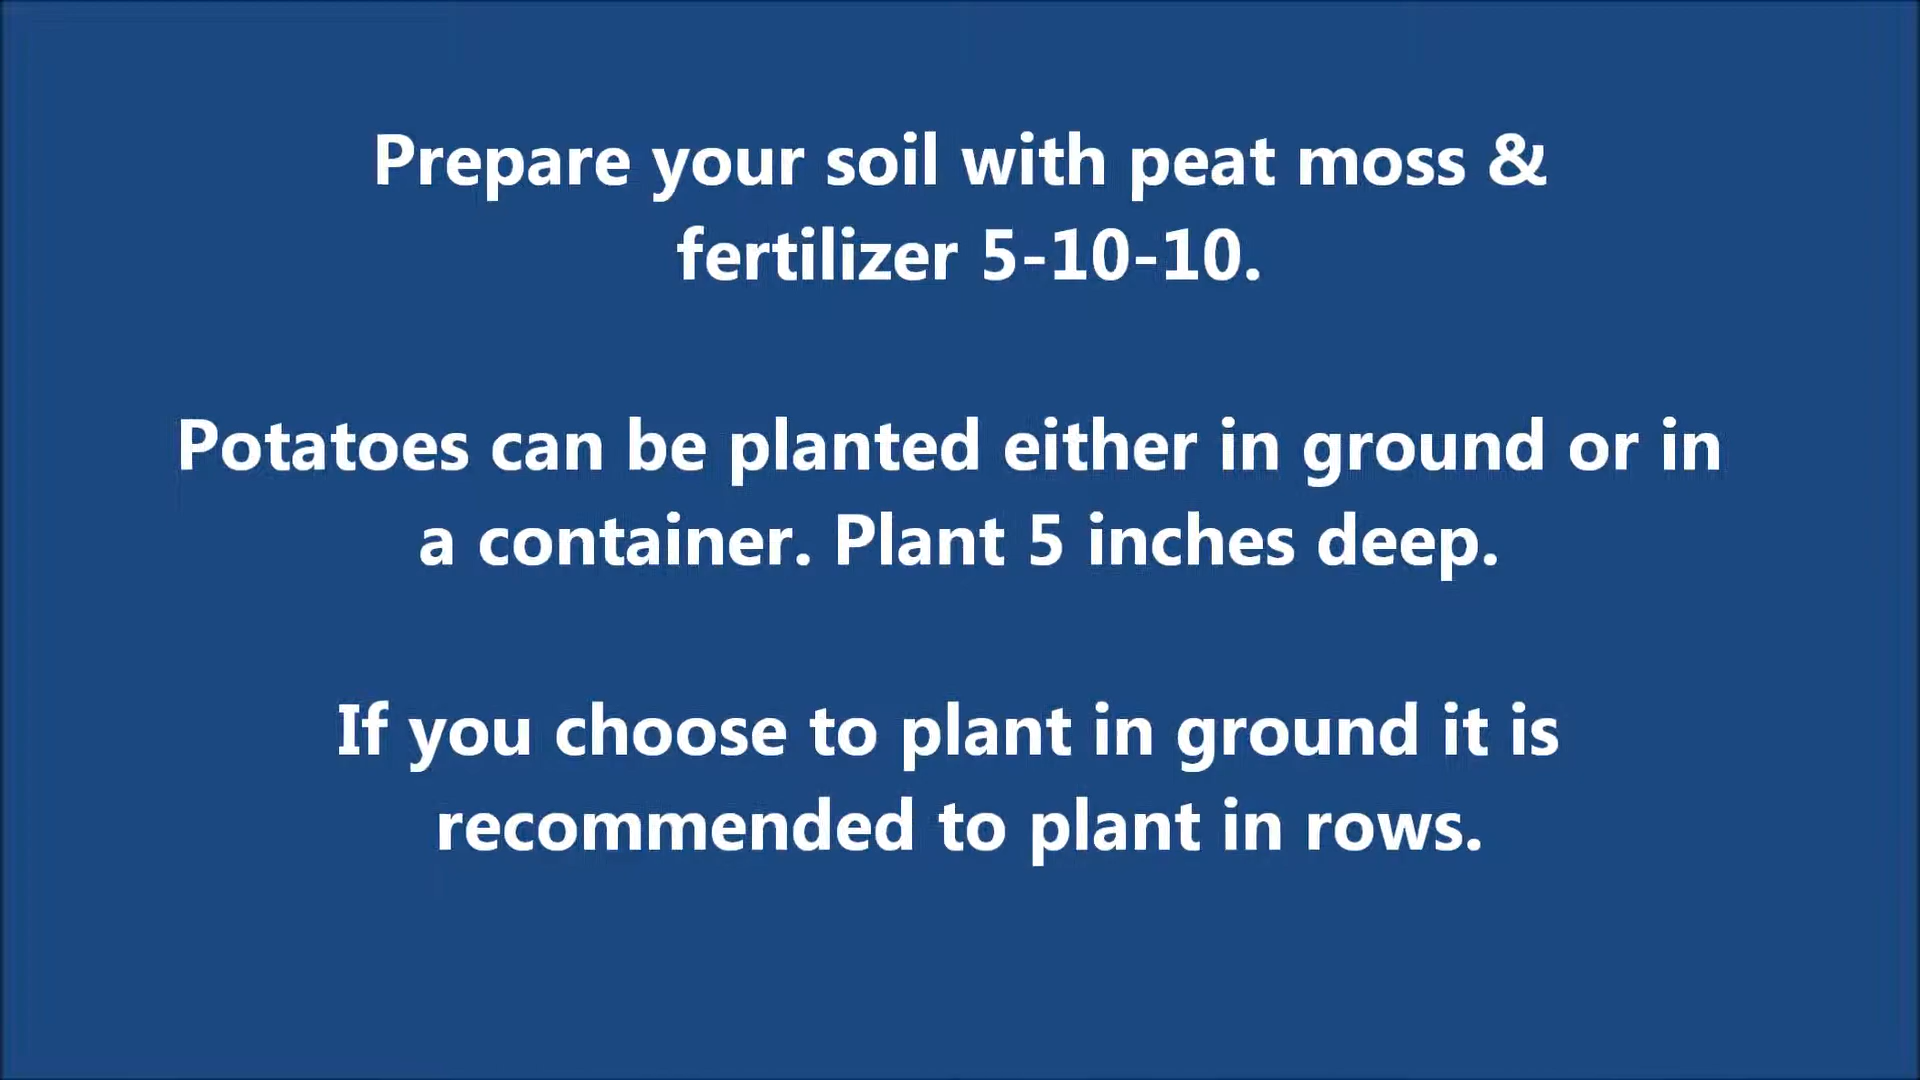 Prepare your soil with peat moss &
fertilizer 5-10-10.
Potatoes can be planted either in ground or in
a container. Plant 5 inches deep.
If you choose to plant in ground it is
recommended to plant in rows.